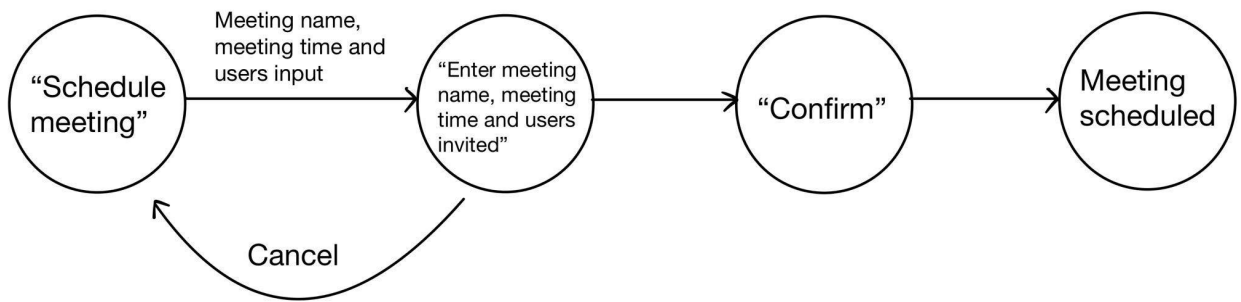 Meeting name,
meeting time and
users input
“Schedule
meeting”
“Enter meeting
name, meeting
time and users
invited”
“Confirm”
Meeting
scheduled
Cancel